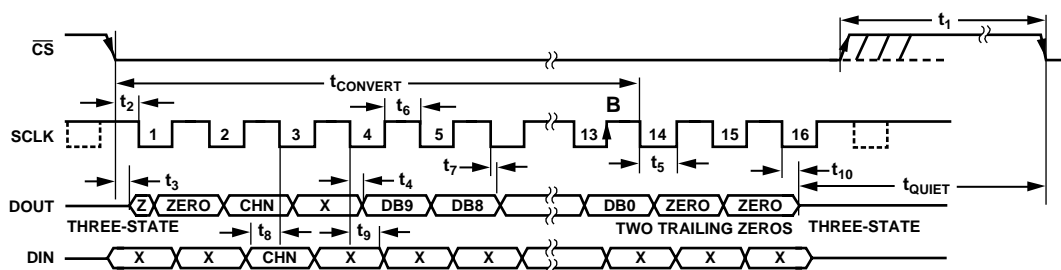 t1
CS
tCONVERT
t2
t6
B
SCLK
1 2 3 4 5 13 14 15 16
t7
t5
t10
t3
t4
tQUIET
DOUT Z ZERO CHN X DB9 DB8 DB0 ZERO ZERO
THREE-STATE TWO TRAILING ZEROS THREE-STATE
t8 t9
DIN X X CHN X X X X X X